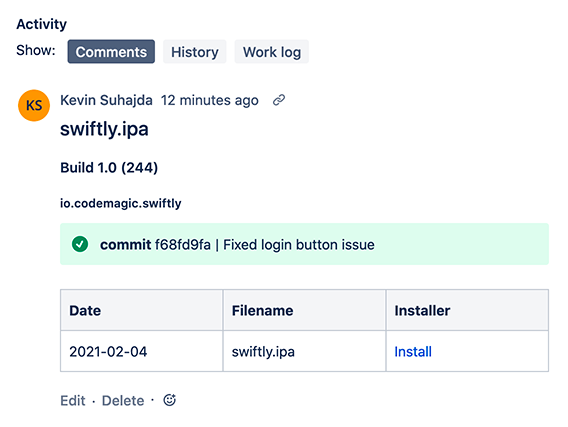 Activity
Show: Comments History Work log
KS Kevin Suhajda 12 minutes ago
swiftly.ipa
Build 1.0 (244)
io.codemagic.swiftly
commit f68fd9fa | Fixed login button issue
Date Filename Installer
2021-02-04 swiftly.ipa Install
Edit · Delete ·